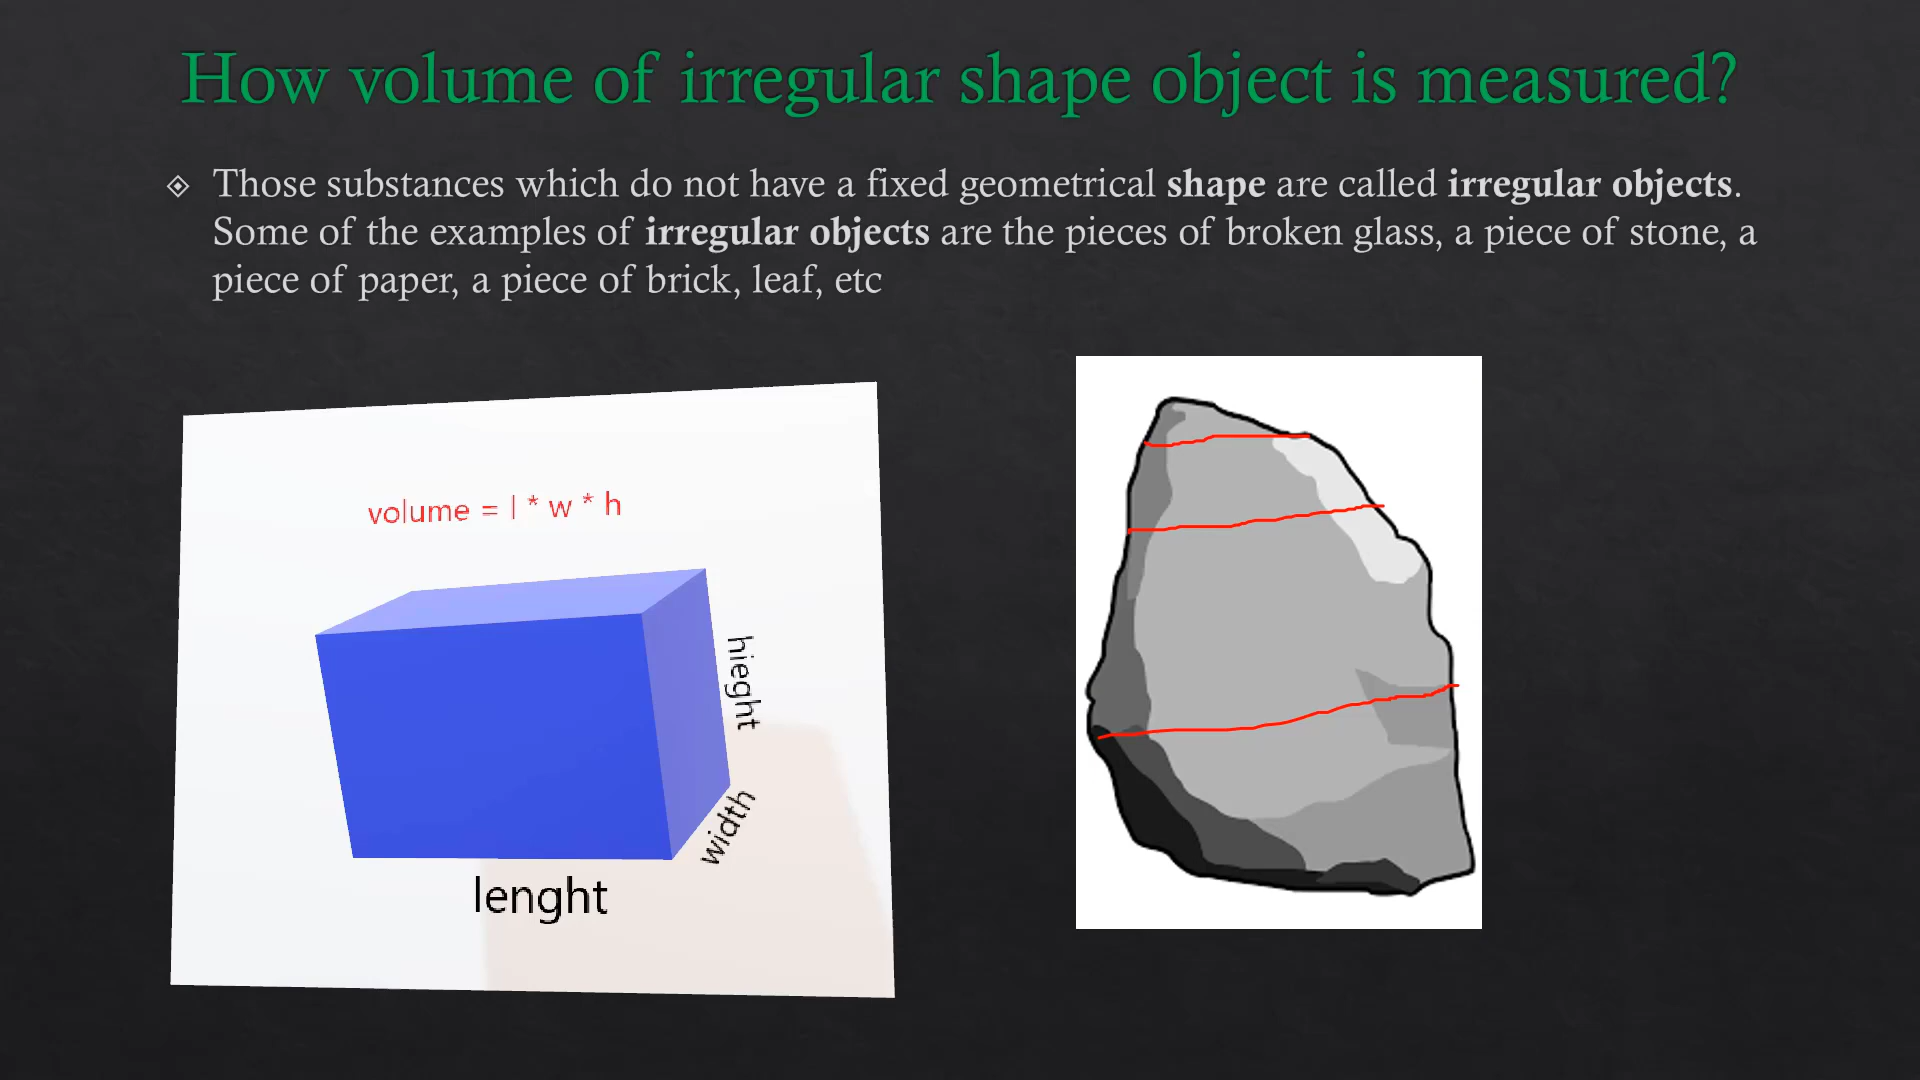 How volume of irregular shape object is measured?
Those substances which do not have a fixed geometrical shape are called irregular objects.
Some of the examples of irregular objects are the pieces of broken glass, a piece of stone, a
piece of paper, a piece of brick, leaf, etc
volume = l * w * h
hieght
width
lenght